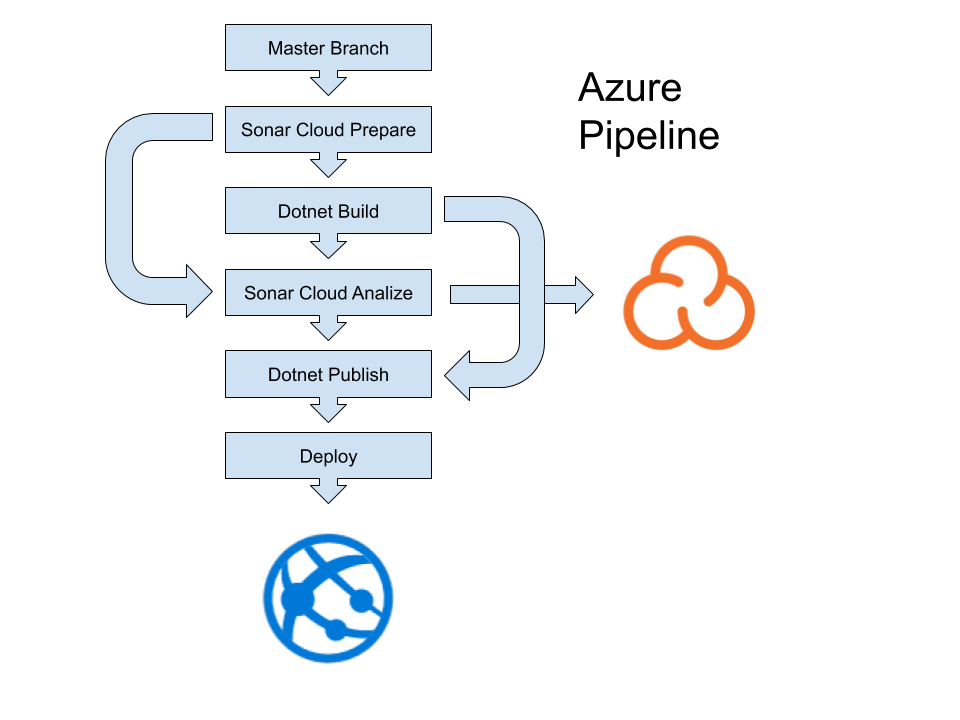 Master Branch
Azure
Pipeline
Sonar Cloud Prepare
Dotnet Build
Sonar Cloud Analize
Dotnet Publish
Deploy